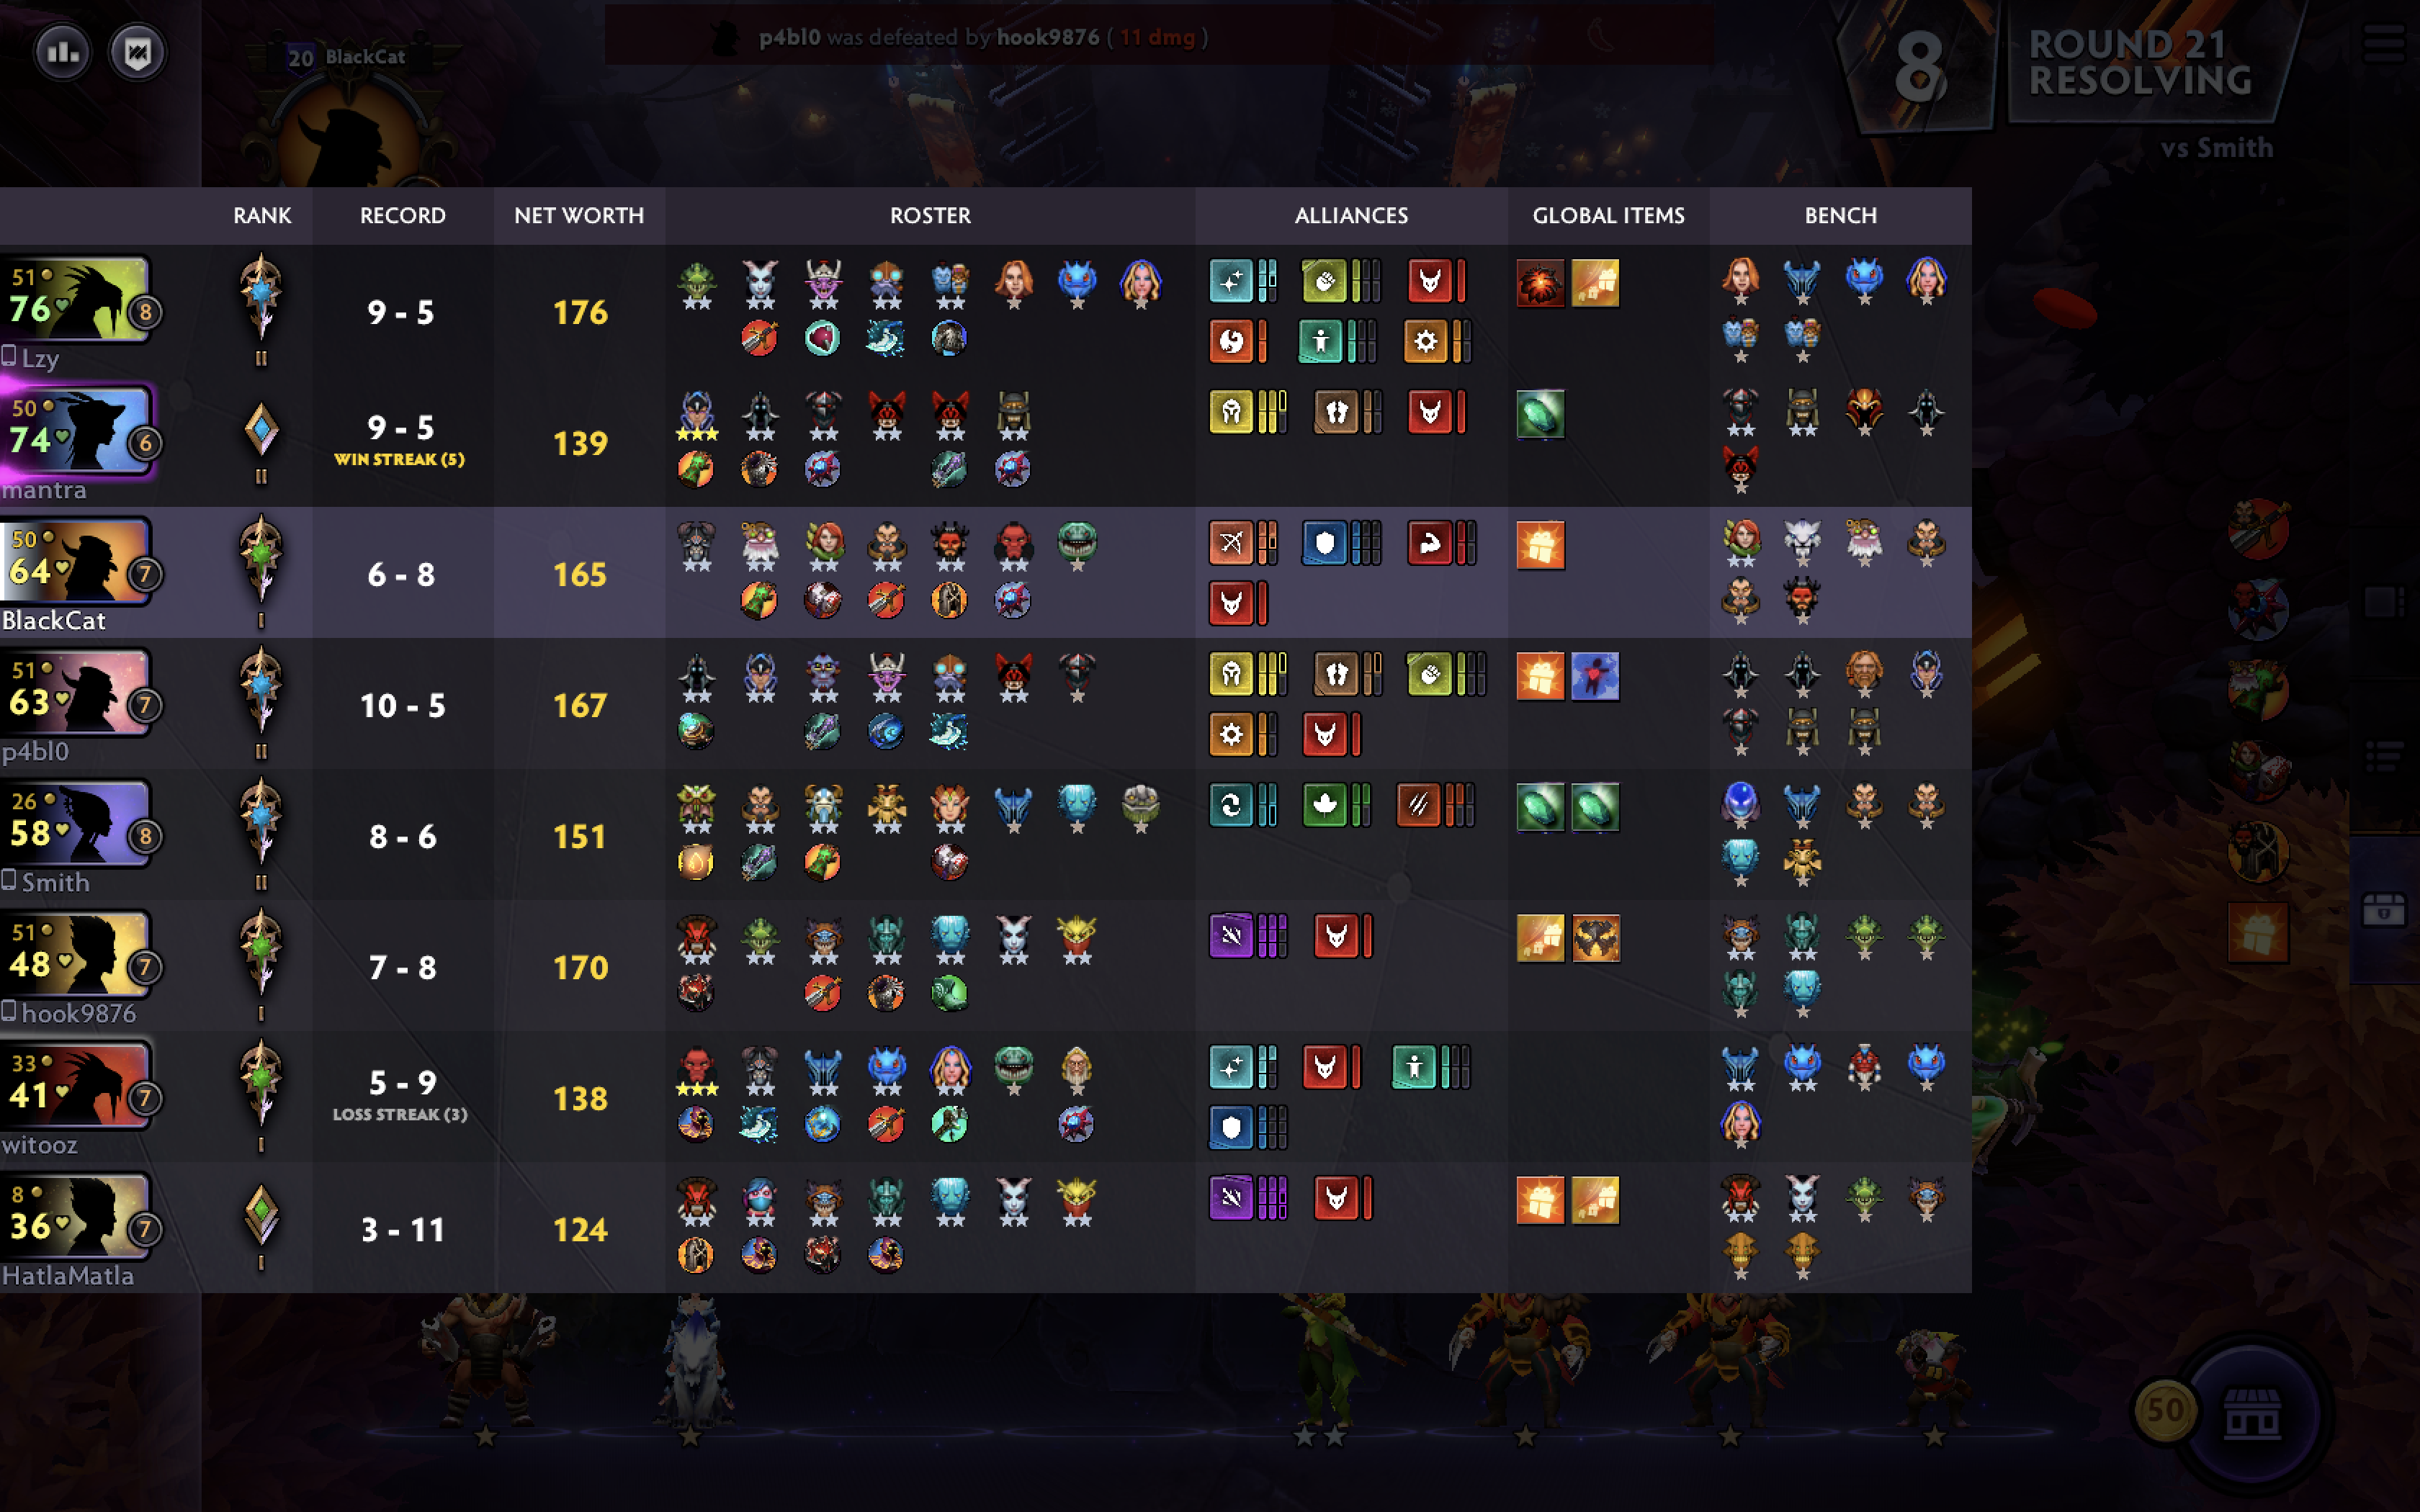 20 BlackCat
p4bl0 was defeated by hook9876 ( 11 dmg )
8
ROUND 21
RESOLVING
vs Smith
RANK RECORD NET WORTH ROSTER ALLIANCES GLOBAL ITEMS BENCH
51
76 8
9 - 5 176
Lzy
II
50
74 6
9 - 5 139
WIN STREAK (5)
mantra
II
50
64 7
6 - 8 165
BlackCat
I
51
63 7
10 - 5 167
p4bl0
II
26
58 8
8 - 6 151
Smith
II
51
48 7
7 - 8 170
hook9876
I
33
41 7
5 - 9 138
LOSS STREAK (3)
witooz
I
8
36 7
3 - 11 124
HatlaMatla
I
50